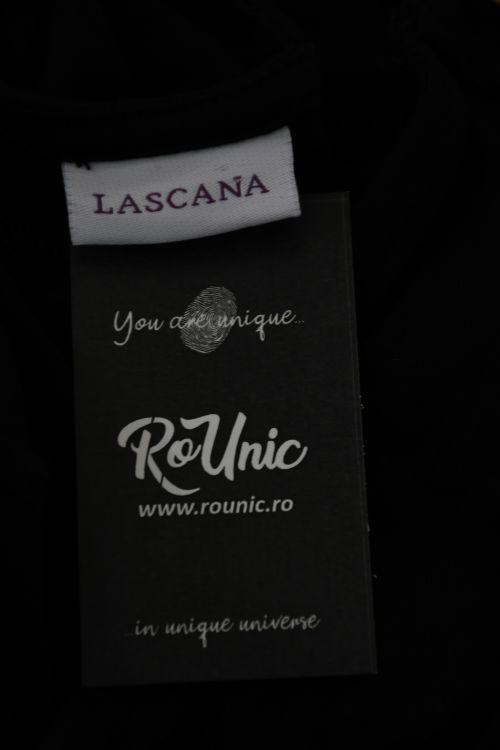 LASCANA
You are unique...
RoUnic
www.rounic.ro
...in unique universe